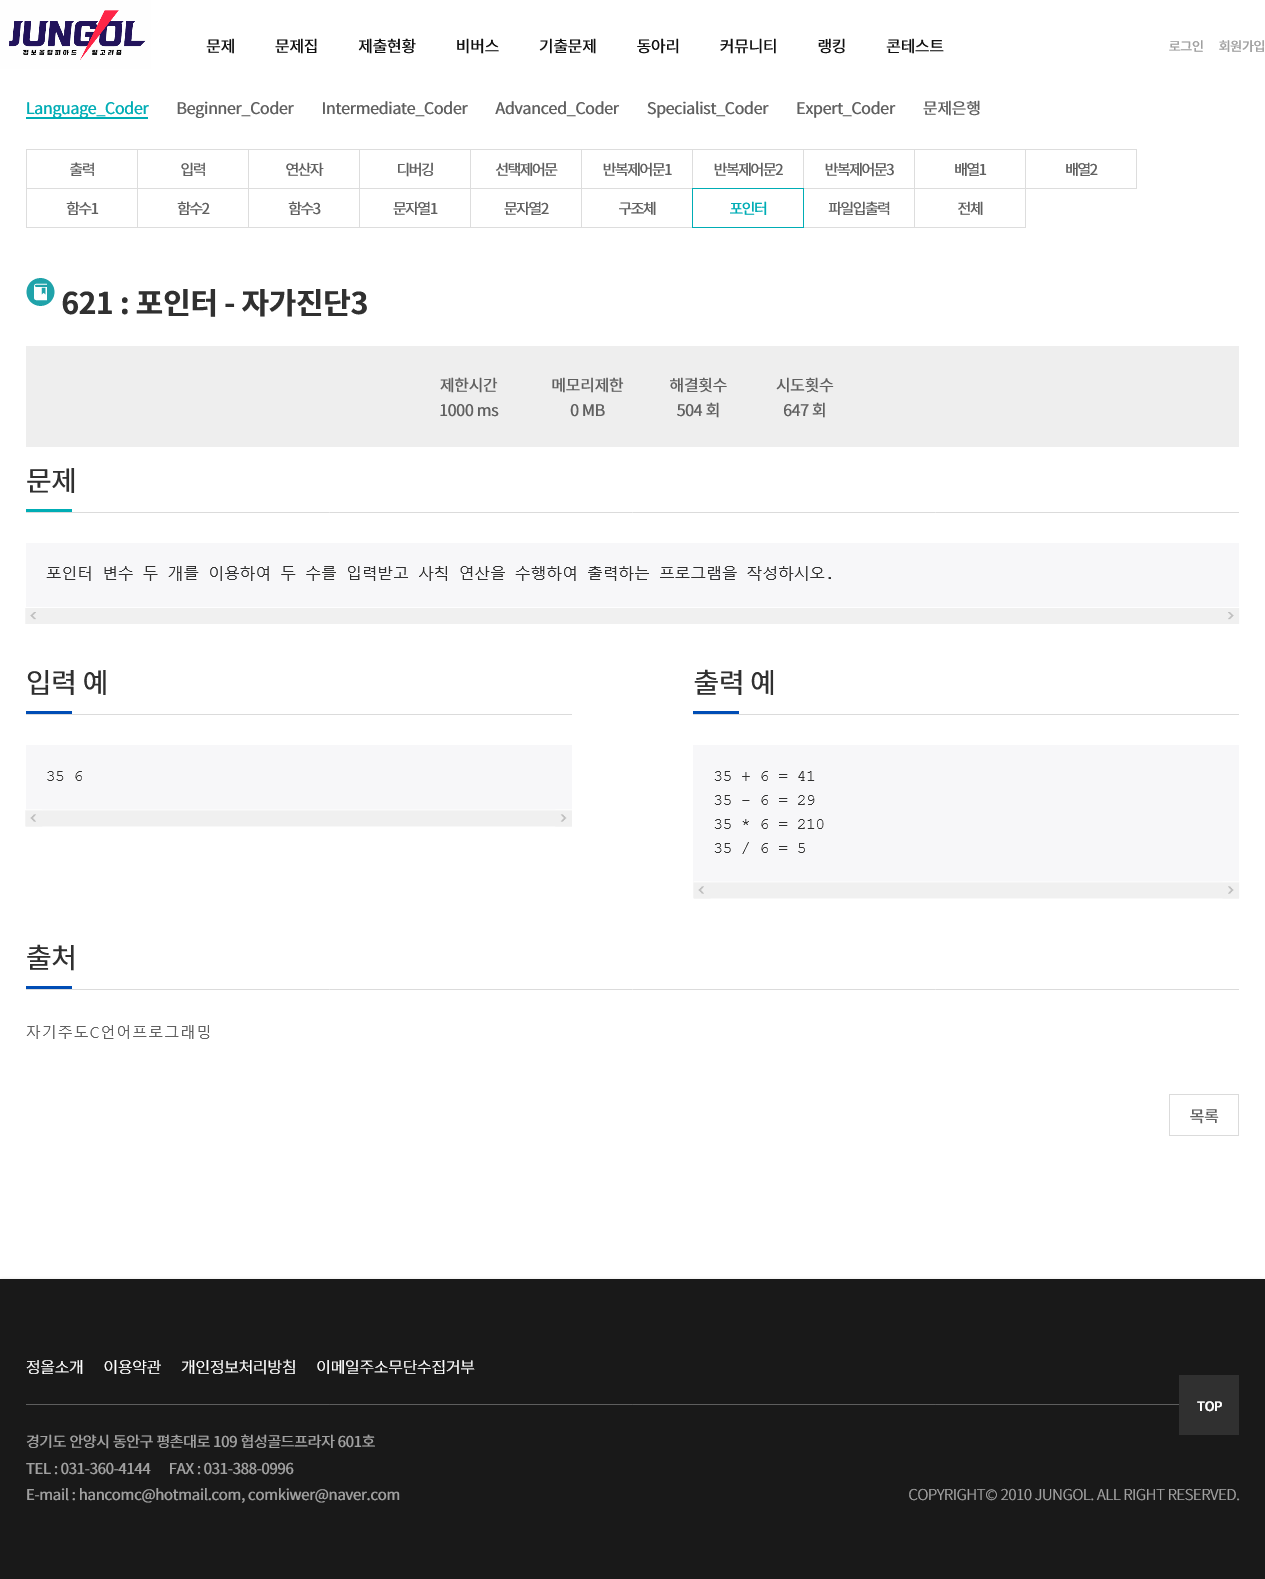 JUNGOL
정보올림피아드 알고리즘
문제 문제집 제출현황 비버스 기출문제 동아리 커뮤니티 랭킹 콘테스트 로그인 회원가입
Language_Coder Beginner_Coder Intermediate_Coder Advanced_Coder Specialist_Coder Expert_Coder 문제은행
출력 입력 연산자 디버깅 선택제어문 반복제어문1 반복제어문2 반복제어문3 배열1 배열2
함수1 함수2 함수3 문자열1 문자열2 구조체 포인터 파일입출력 전체
621 : 포인터 - 자가진단3
제한시간 메모리제한 해결횟수 시도횟수
1000 ms 0 MB 504 회 647 회
문제
포인터 변수 두 개를 이용하여 두 수를 입력받고 사칙 연산을 수행하여 출력하는 프로그램을 작성하시오.
입력 예
35 6
출력 예
35 + 6 = 41
35 - 6 = 29
35 * 6 = 210
35 / 6 = 5
출처
자기주도C언어프로그래밍
목록
정올소개 이용약관 개인정보처리방침 이메일주소무단수집거부
TOP
경기도 안양시 동안구 평촌대로 109 협성골드프라자 601호
TEL : 031-360-4144 FAX : 031-388-0996
E-mail : hancomc@hotmail.com, comkiwer@naver.com
COPYRIGHT© 2010 JUNGOL. ALL RIGHT RESERVED.